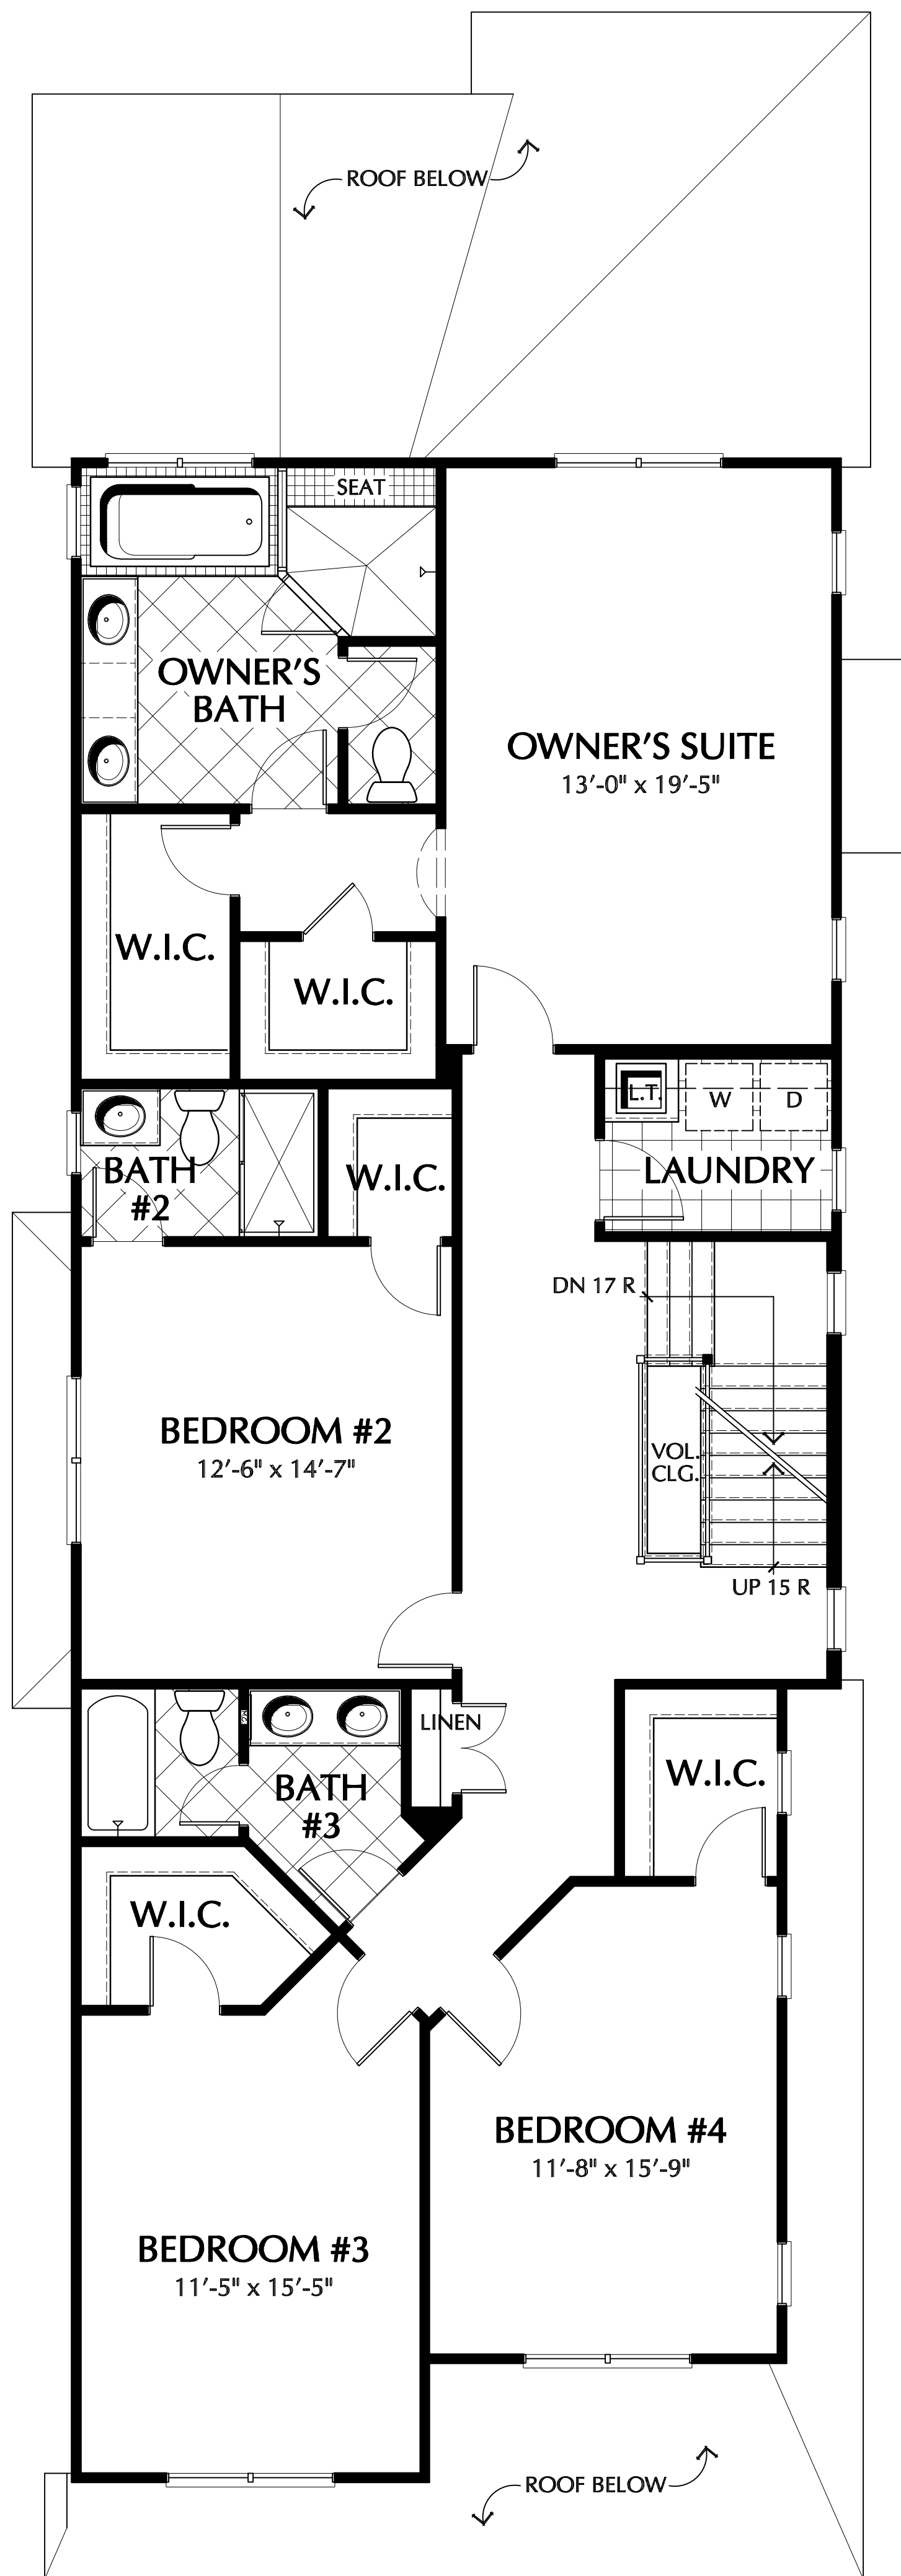 ROOF BELOW
SEAT
OWNER'S
BATH
OWNER'S SUITE
13'-0" x 19'-5"
W.I.C.
W.I.C.
L.T.
W
D
BATH
#2
W.I.C.
LAUNDRY
DN 17 R
BEDROOM #2
12'-6" x 14'-7"
VOL.
CLG.
UP 15 R
LINEN
BATH
#3
W.I.C.
W.I.C.
BEDROOM #4
11'-8" x 15'-9"
BEDROOM #3
11'-5" x 15'-5"
ROOF BELOW